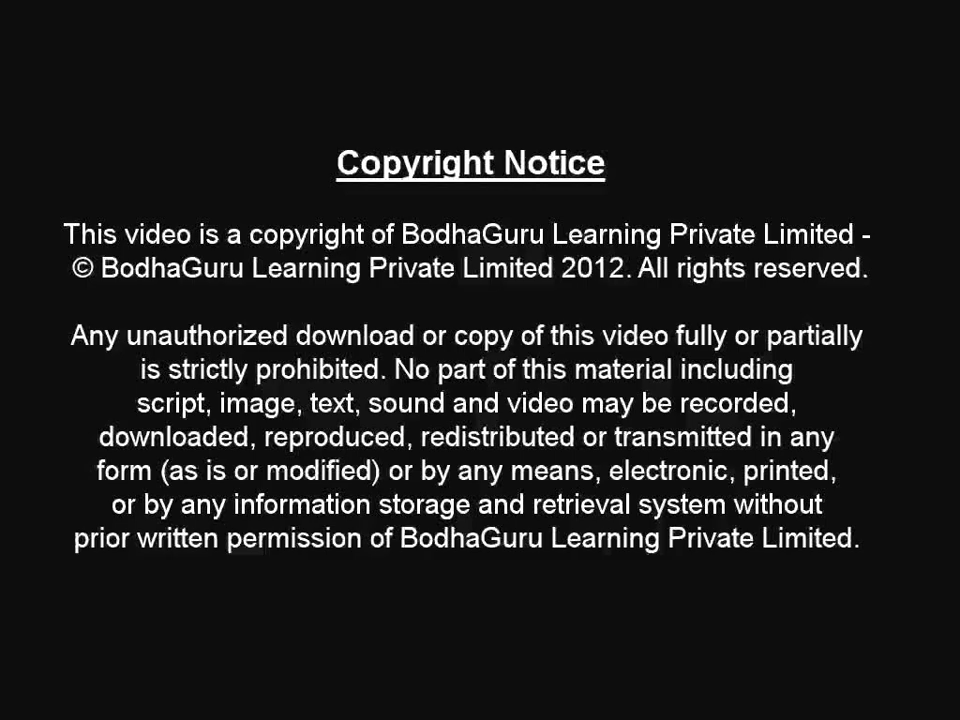 Copyright Notice
This video is a copyright of BodhaGuru Learning Private Limited -
© BodhaGuru Learning Private Limited 2012. All rights reserved.
Any unauthorized download or copy of this video fully or partially
is strictly prohibited. No part of this material including
script, image, text, sound and video may be recorded,
downloaded, reproduced, redistributed or transmitted in any
form (as is or modified) or by any means, electronic, printed,
or by any information storage and retrieval system without
prior written permission of BodhaGuru Learning Private Limited.